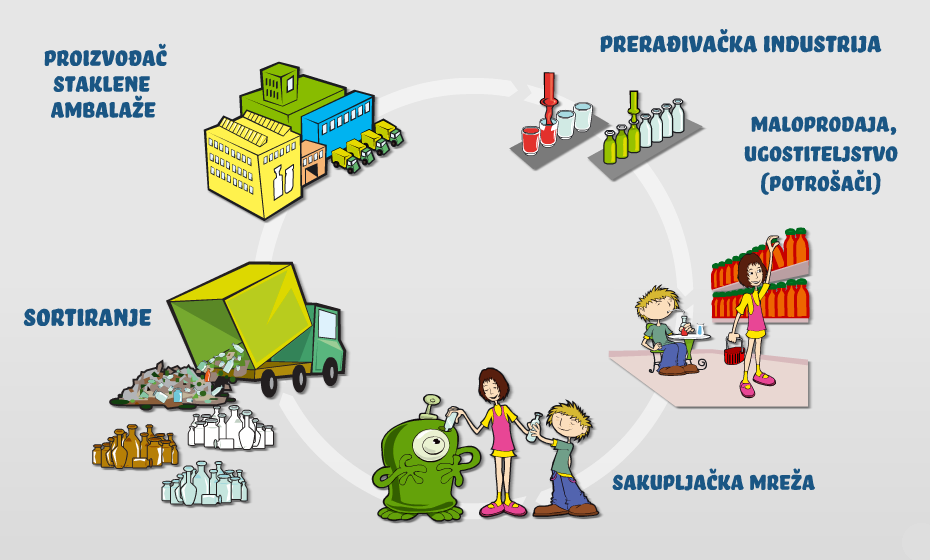 PROIZVOĐAČ
STAKLENE
AMBALAŽE
PRERAĐIVAČKA INDUSTRIJA
MALOPRODAJA,
UGOSTITELJSTVO
(POTROŠAČI)
SORTIRANJE
SAKUPLJAČKA MREŽA